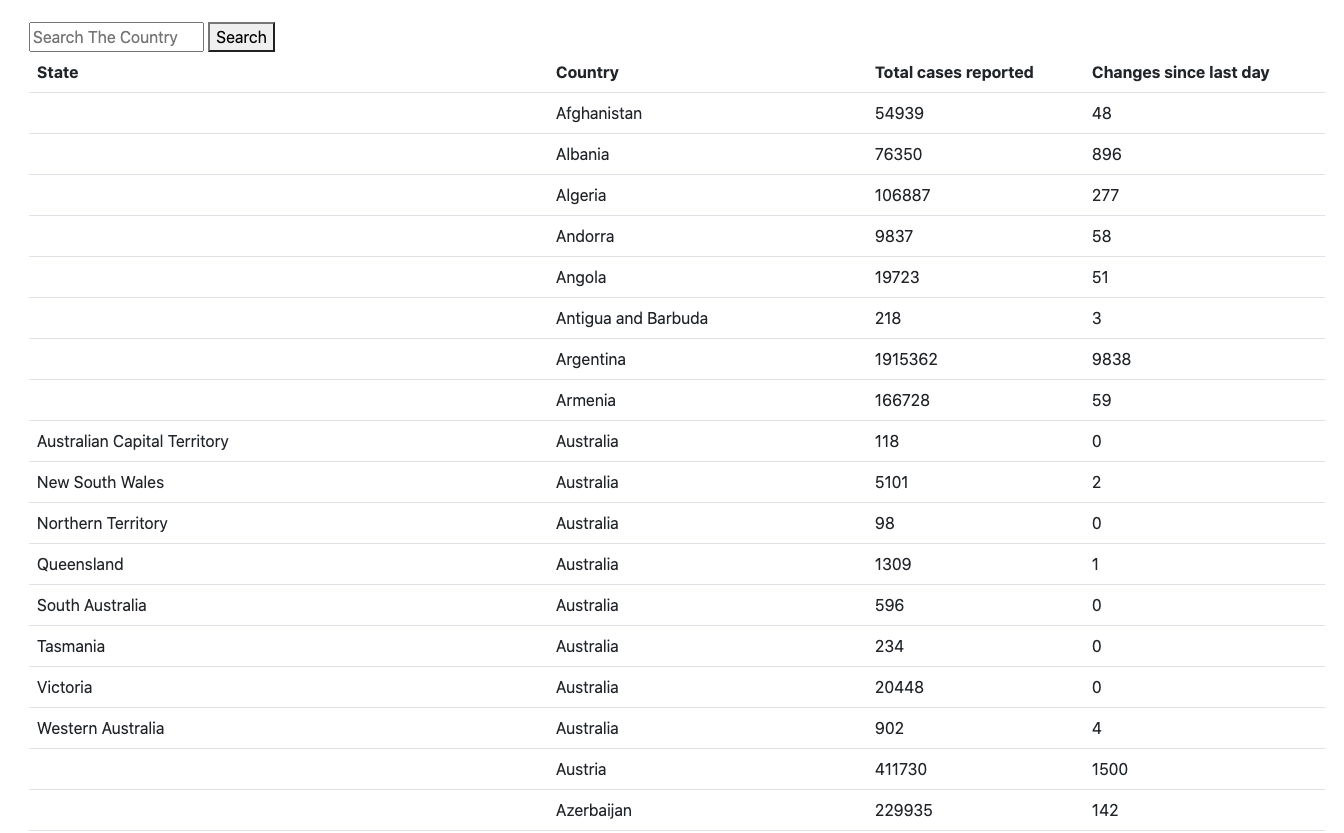 Search The Country Search
State Country Total cases reported Changes since last day
Afghanistan 54939 48
Albania 76350 896
Algeria 106887 277
Andorra 9837 58
Angola 19723 51
Antigua and Barbuda 218 3
Argentina 1915362 9838
Armenia 166728 59
Australian Capital Territory Australia 118 0
New South Wales Australia 5101 2
Northern Territory Australia 98 0
Queensland Australia 1309 1
South Australia Australia 596 0
Tasmania Australia 234 0
Victoria Australia 20448 0
Western Australia Australia 902 4
Austria 411730 1500
Azerbaijan 229935 142